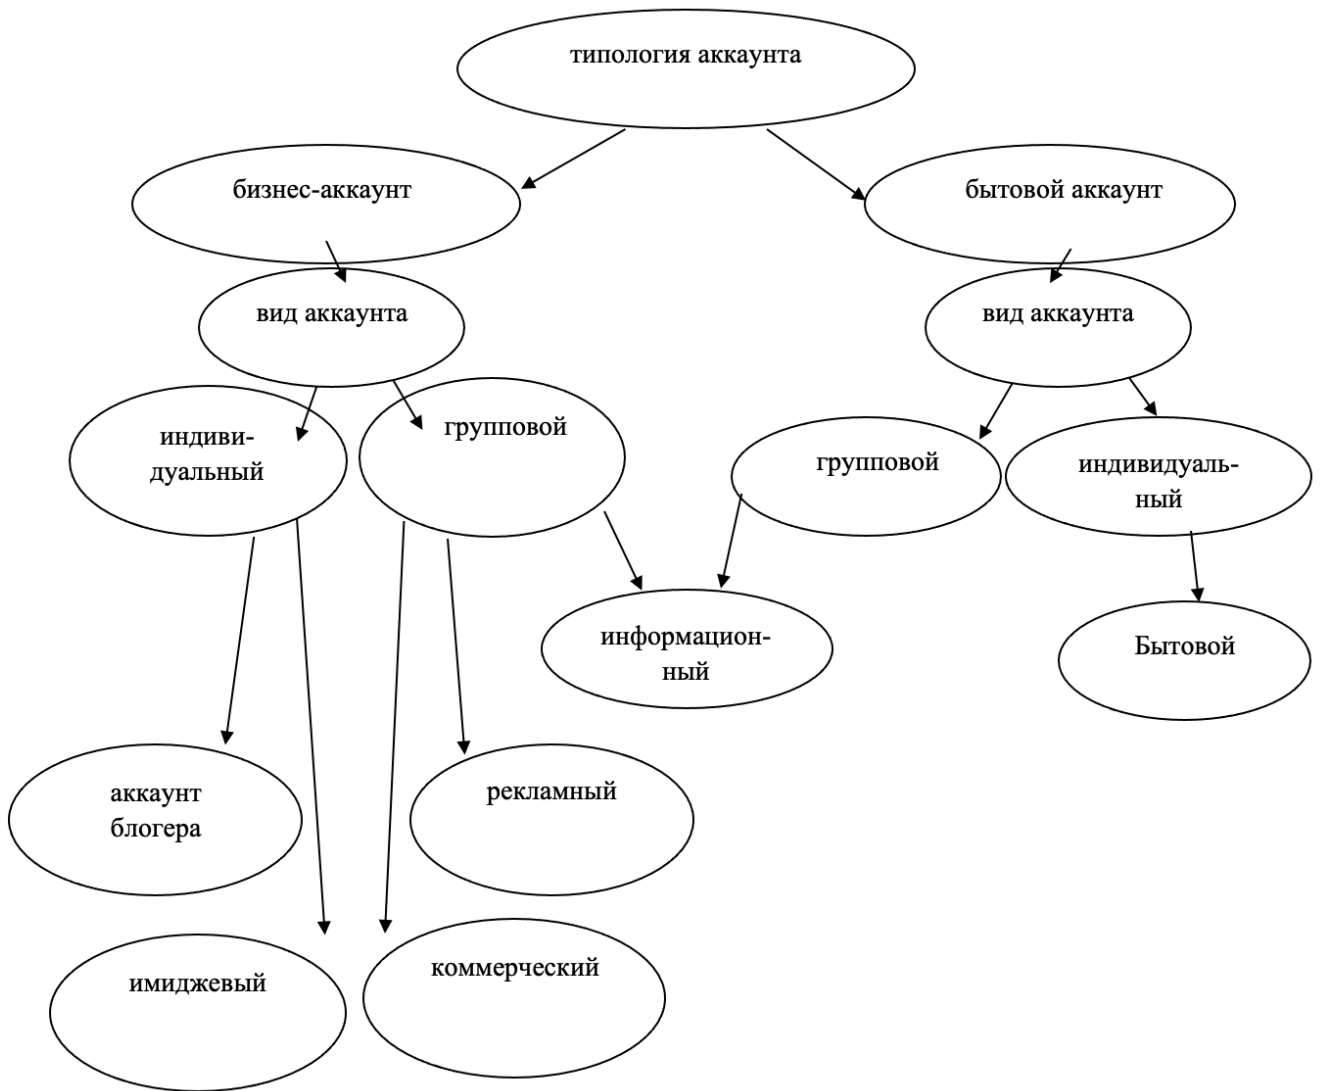 типология аккаунта
бизнес-аккаунт
бытовой аккаунт
вид аккаунта
вид аккаунта
индиви-
дуальный
групповой
групповой
индивидуаль-
ный
информацион-
ный
Бытовой
аккаунт
блогера
рекламный
имиджевый
коммерческий